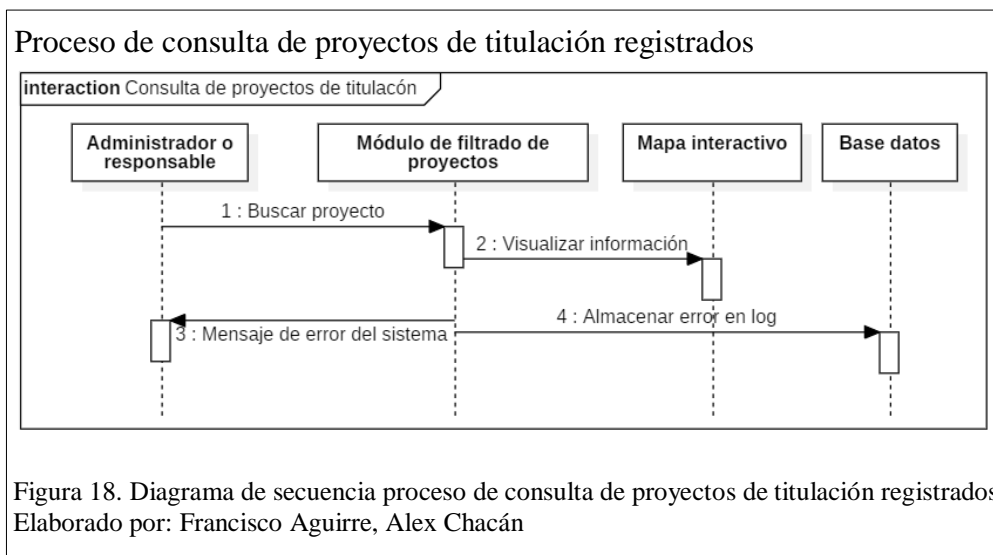 Proceso de consulta de proyectos de titulación registrados
interaction Consulta de proyectos de titulacón
Administrador o
responsable
Módulo de filtrado de
proyectos
Mapa interactivo
Base datos
1 : Buscar proyecto
2 : Visualizar información
3 : Mensaje de error del sistema
4 : Almacenar error en log
Figura 18. Diagrama de secuencia proceso de consulta de proyectos de titulación registrados
Elaborado por: Francisco Aguirre, Alex Chacán